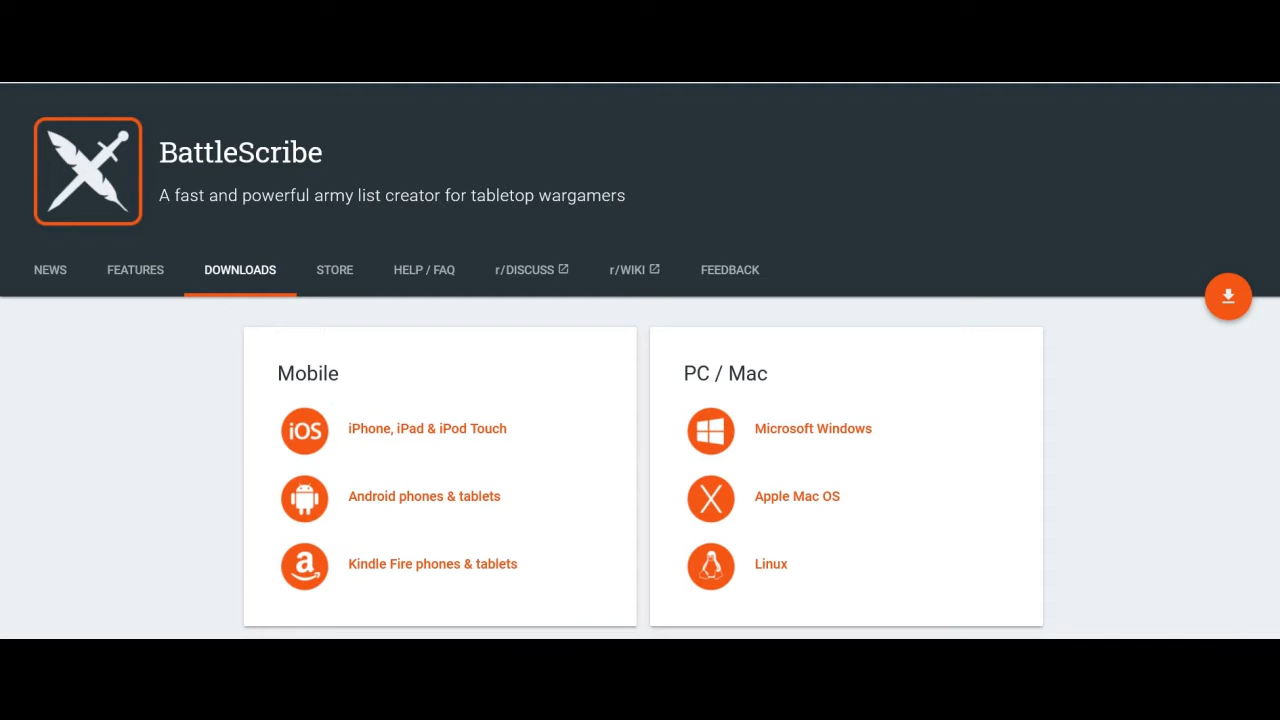 BattleScribe
A fast and powerful army list creator for tabletop wargamers
NEWS FEATURES DOWNLOADS STORE HELP / FAQ r/DISCUSS r/WIKI FEEDBACK
Mobile
iOS iPhone, iPad & iPod Touch
Android phones & tablets
Kindle Fire phones & tablets
PC / Mac
Microsoft Windows
Apple Mac OS
Linux